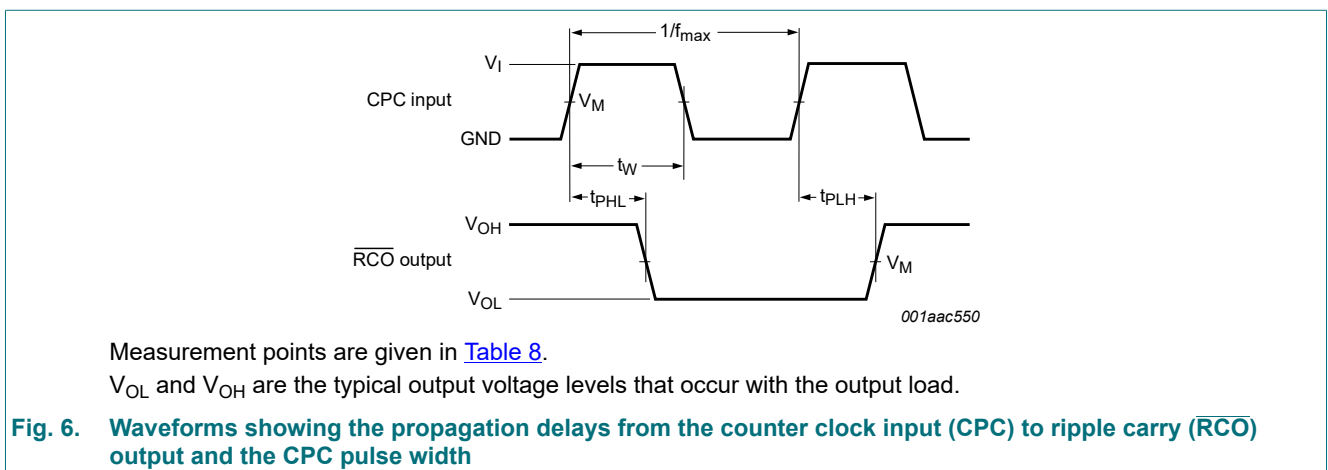 1/fmax
VI
CPC input
VM
GND
tW
tPHL
tPLH
VOH
RCO output
VM
VOL
001aac550
Measurement points are given in Table 8.
VOL and VOH are the typical output voltage levels that occur with the output load.
Fig. 6. Waveforms showing the propagation delays from the counter clock input (CPC) to ripple carry (RCO)
output and the CPC pulse width